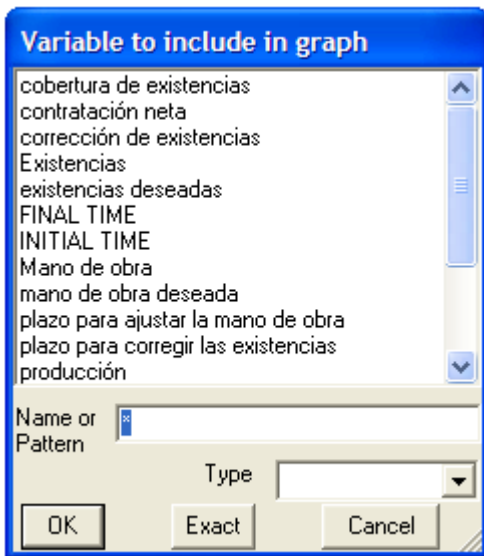 Variable to include in graph
cobertura de existencias
contratación neta
corrección de existencias
Existencias
existencias deseadas
FINAL TIME
INITIAL TIME
Mano de obra
mano de obra deseada
plazo para ajustar la mano de obra
plazo para corregir las existencias
producción
Name or
Pattern
*
Type
OK Exact Cancel